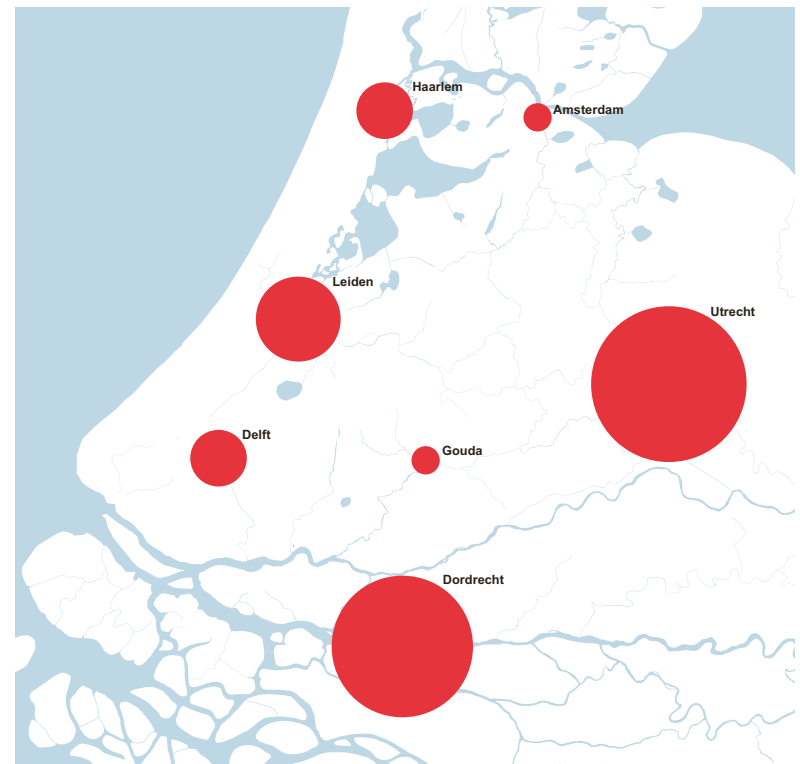 Haarlem
Amsterdam
Leiden
Utrecht
Delft
Gouda
Dordrecht